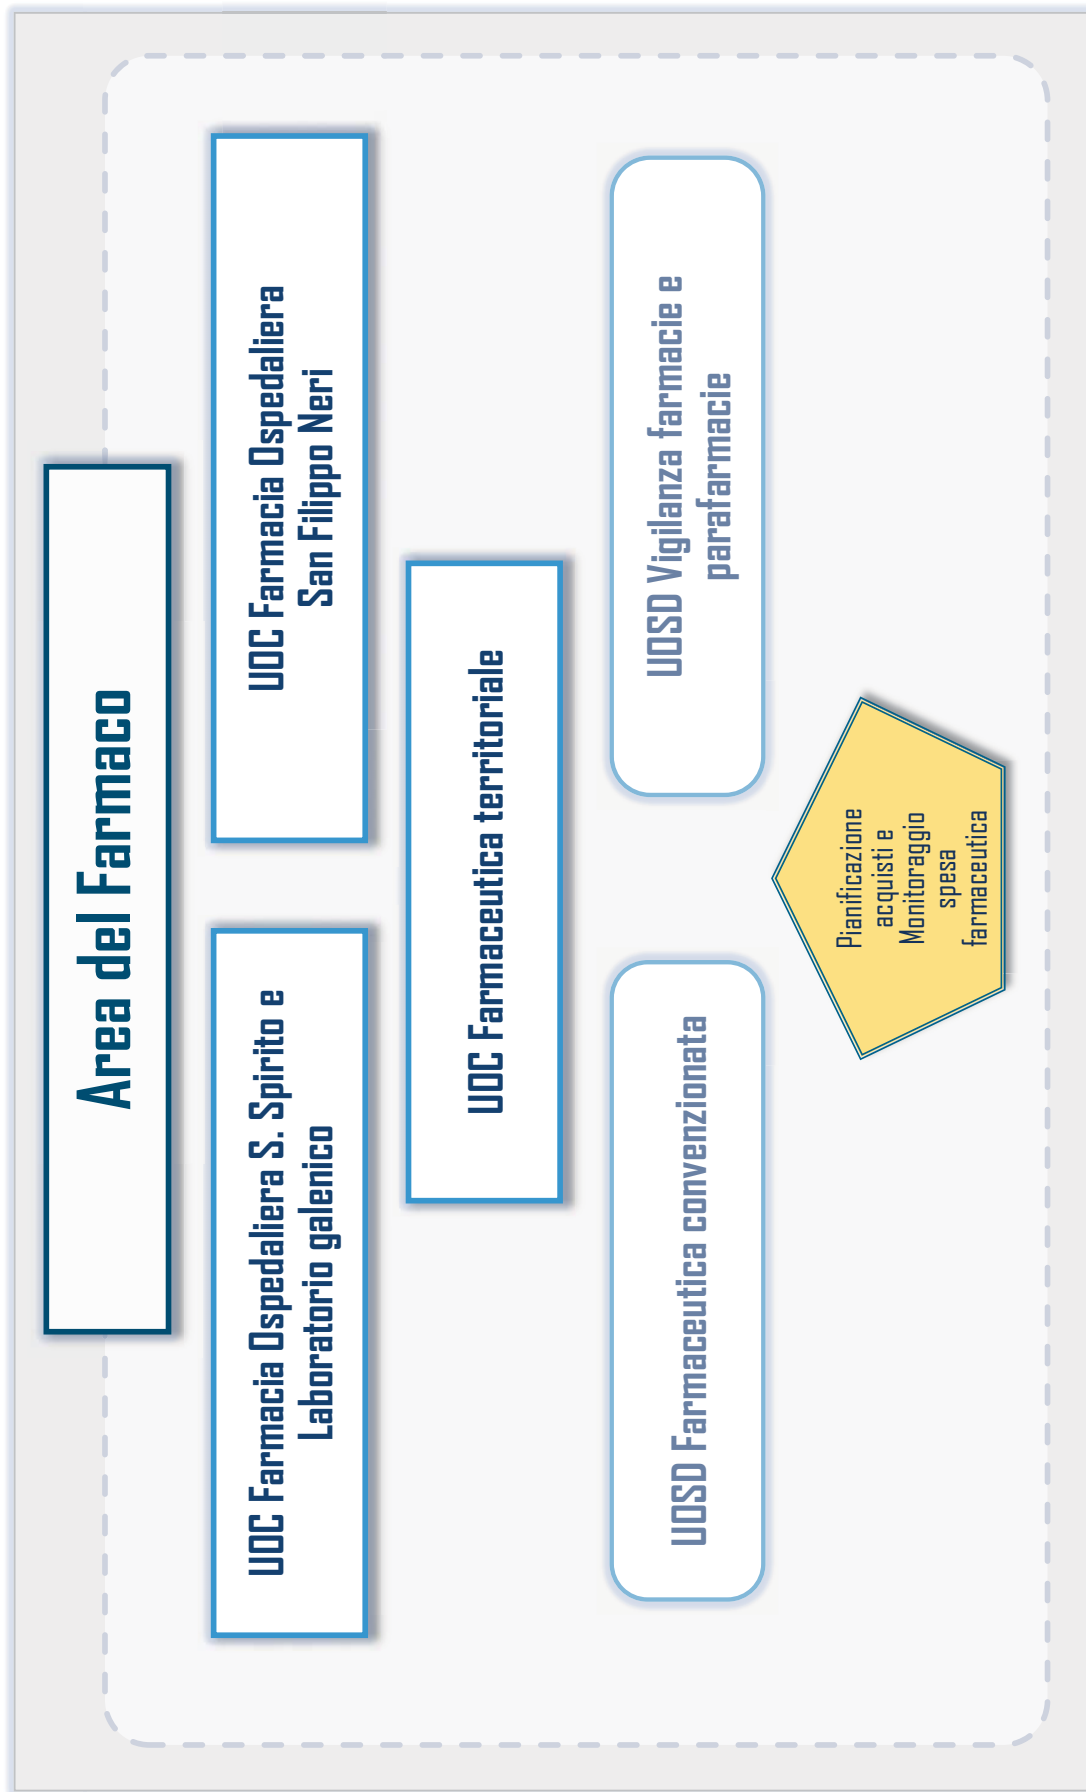 Area del Farmaco
UOC Farmacia Ospedaliera S. Spirito e
Laboratorio galenico
UOC Farmacia Ospedaliera
San Filippo Neri
UOC Farmaceutica territoriale
UOSD Farmaceutica convenzionata
UOSD Vigilanza farmacie e
parafarmacie
Pianificazione
acquisti e
Monitoraggio
spesa
farmaceutica